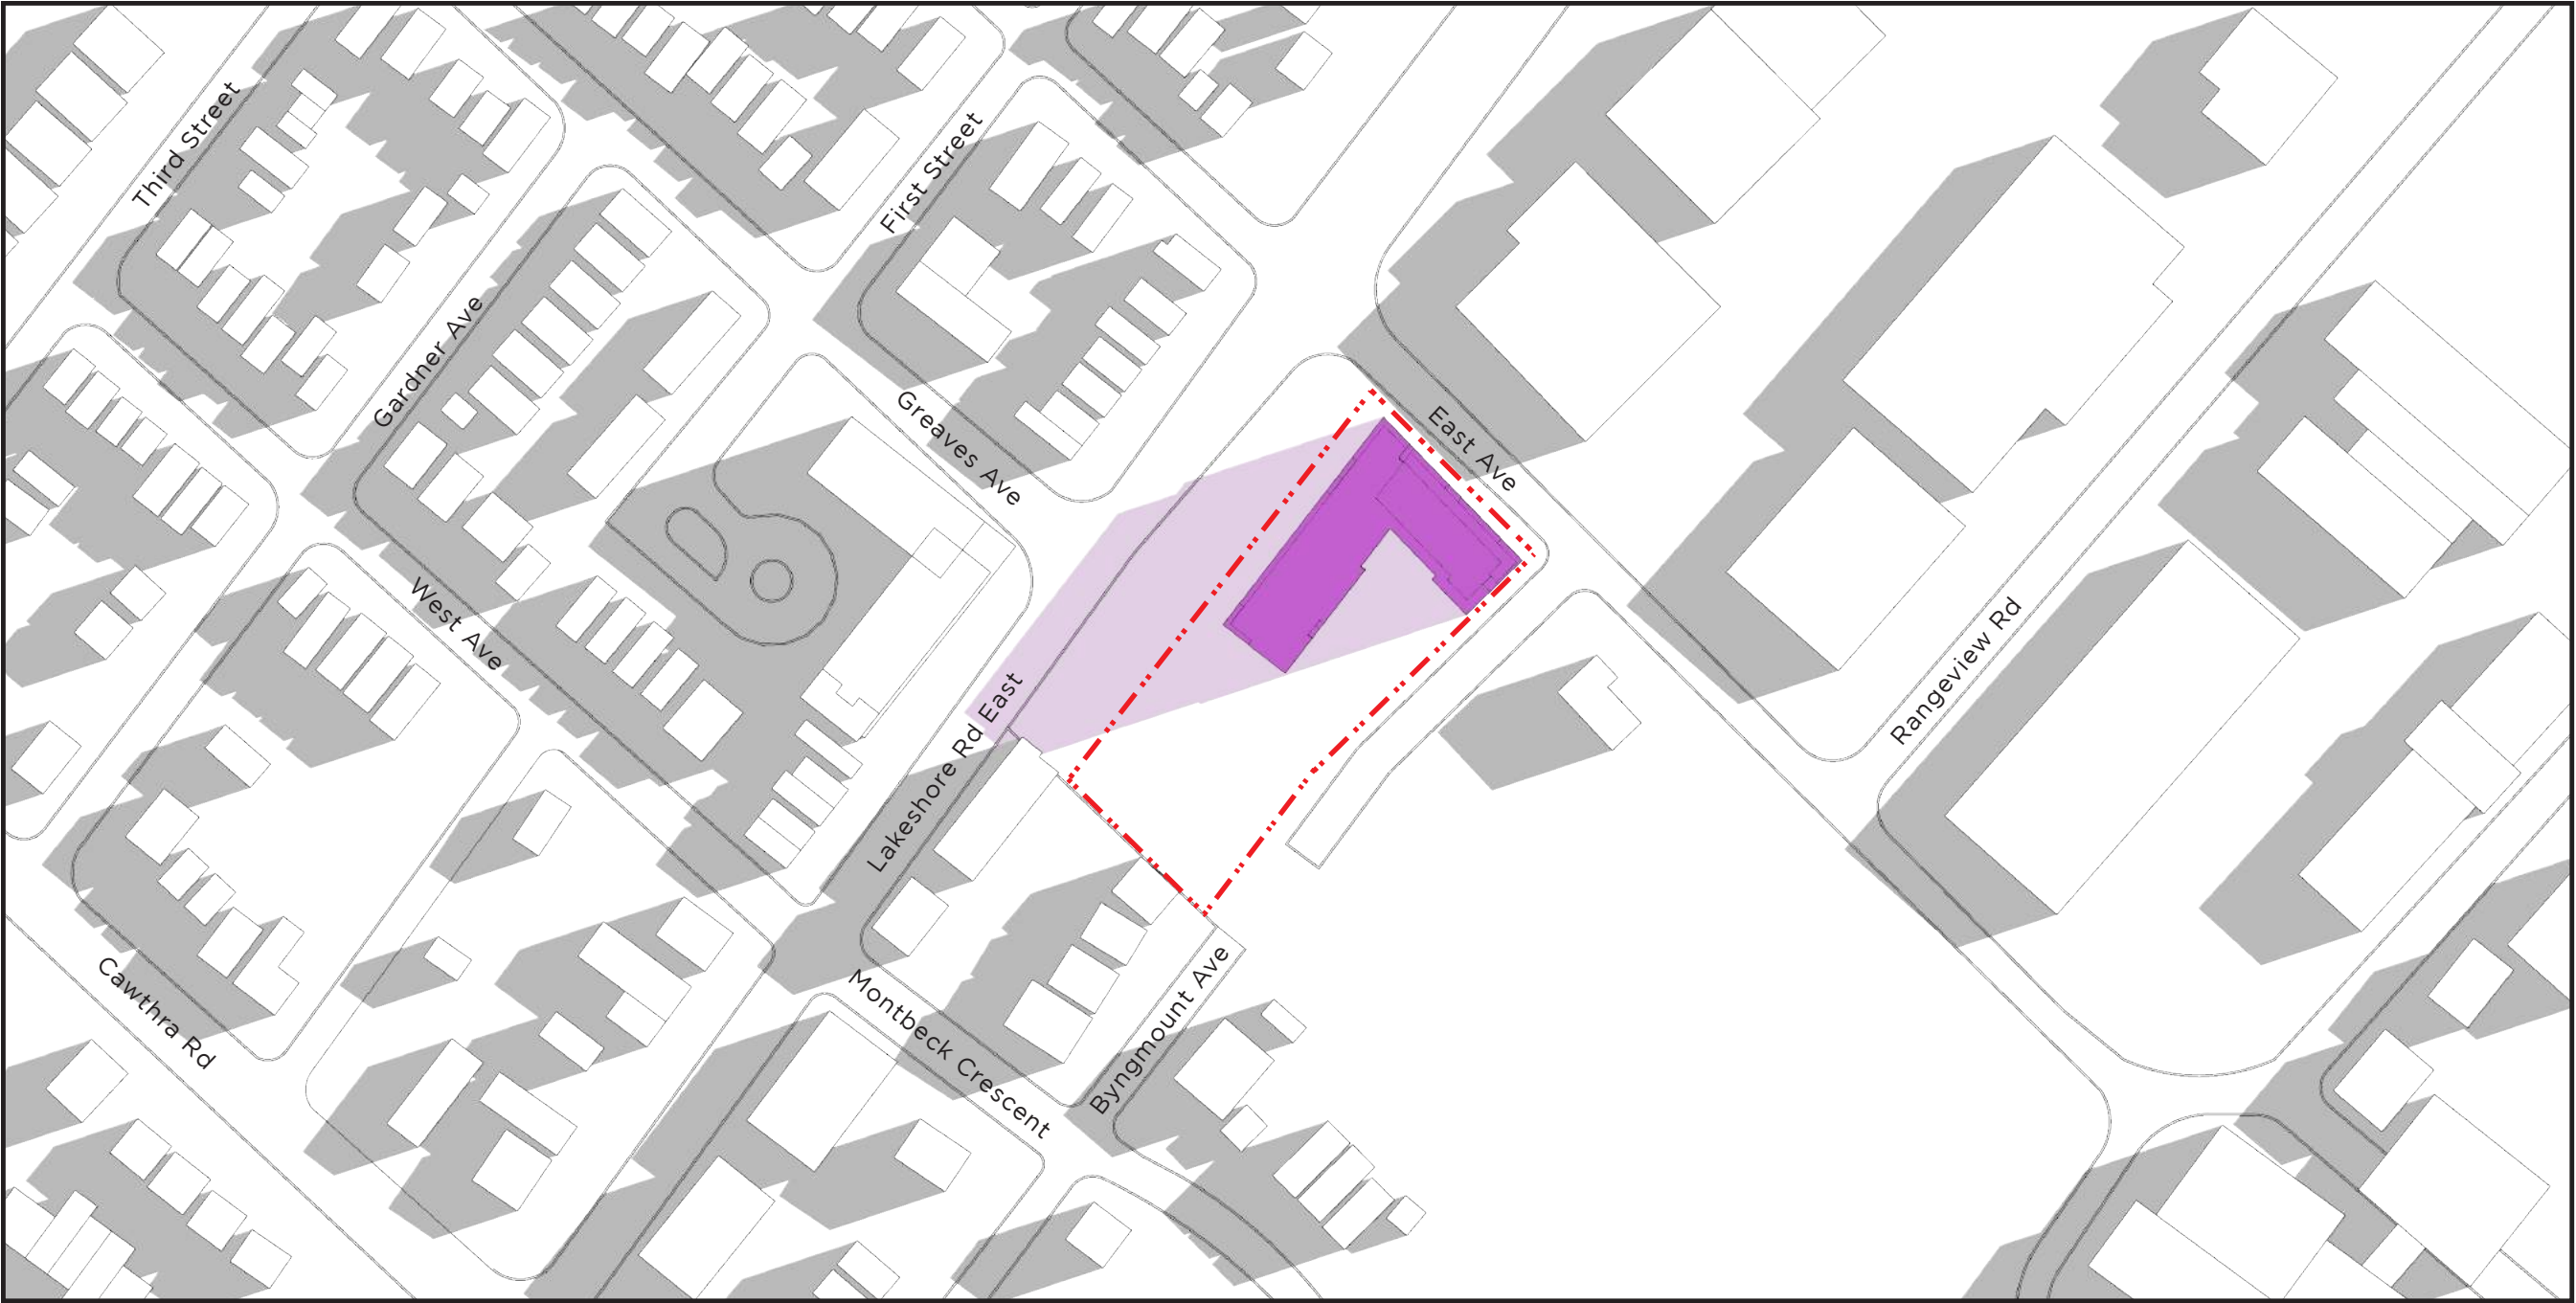 Third Street
First Street
Gardner Ave
Greaves Ave
East Ave
West Ave
Rangeview Rd
Lakeshore Rd East
Cawthra Rd
Montbeck Crescent
Byngmount Ave